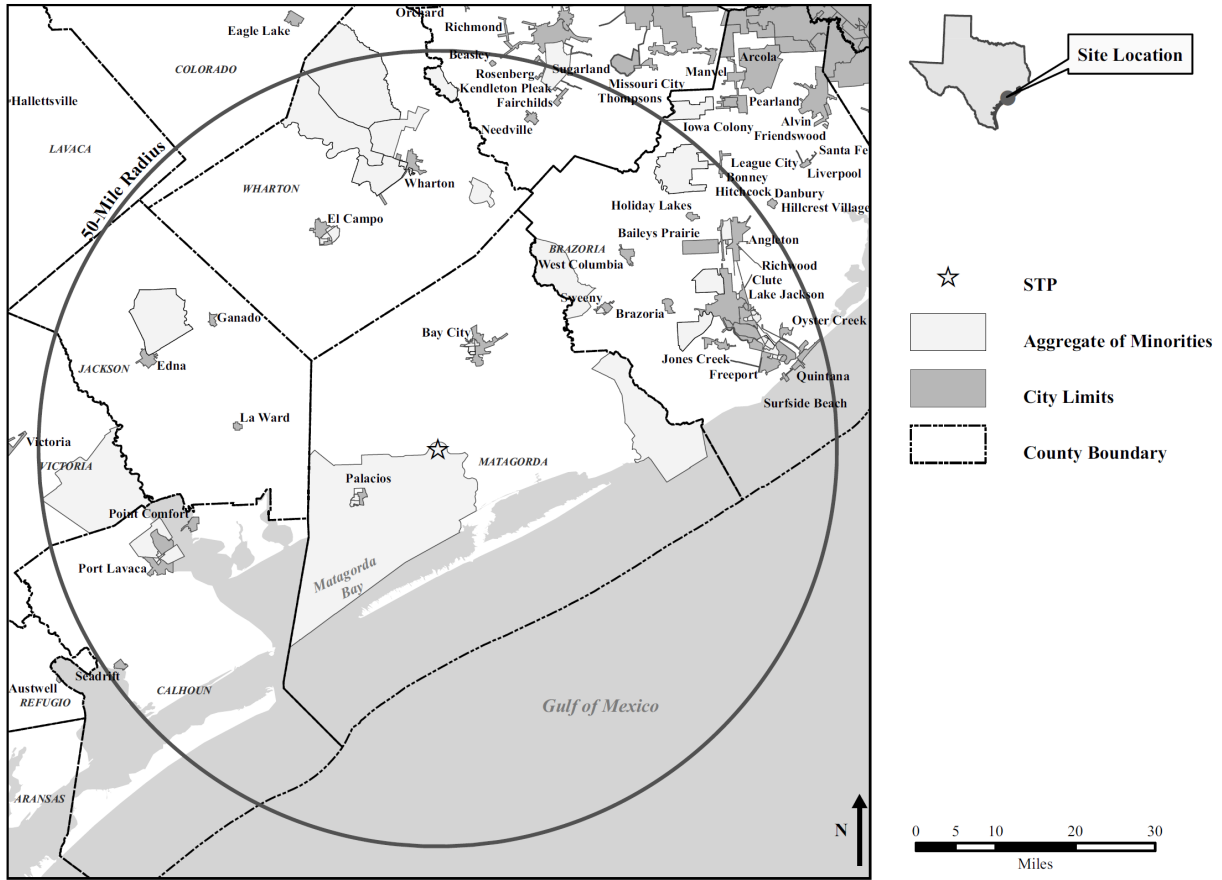 Orchard
Eagle Lake
Richmond
Beasley
COLORADO
Rosenberg
Sugarland
Manvel
Arcola
Kendleton Pleak
Missouri City
Hallettsville
Fairchilds
Thompsons
Pearland
Needville
Iowa Colony
Alvin
Friendswood
LAVACA
Santa Fe
League City
Liverpool
Bonney
Wharton
WHARTON
Hitchcock
Danbury
50-Mile Radius
Holiday Lakes
Hillcrest Village
El Campo
Baileys Prairie
Angleton
BRAZORIA
West Columbia
Richwood
Clute
Sweeny
Lake Jackson
Ganado
Brazoria
Oyster Creek
Bay City
Edna
Jones Creek
JACKSON
Freeport
Quintana
Surfside Beach
La Ward
Victoria
VICTORIA
MATAGORDA
Palacios
Point Comfort
Port Lavaca
Matagorda
Bay
Seadrift
Austwell
CALHOUN
REFUGIO
Gulf of Mexico
ARANSAS
N
Site Location
STP
Aggregate of Minorities
City Limits
County Boundary
0 5 10 20 30
Miles